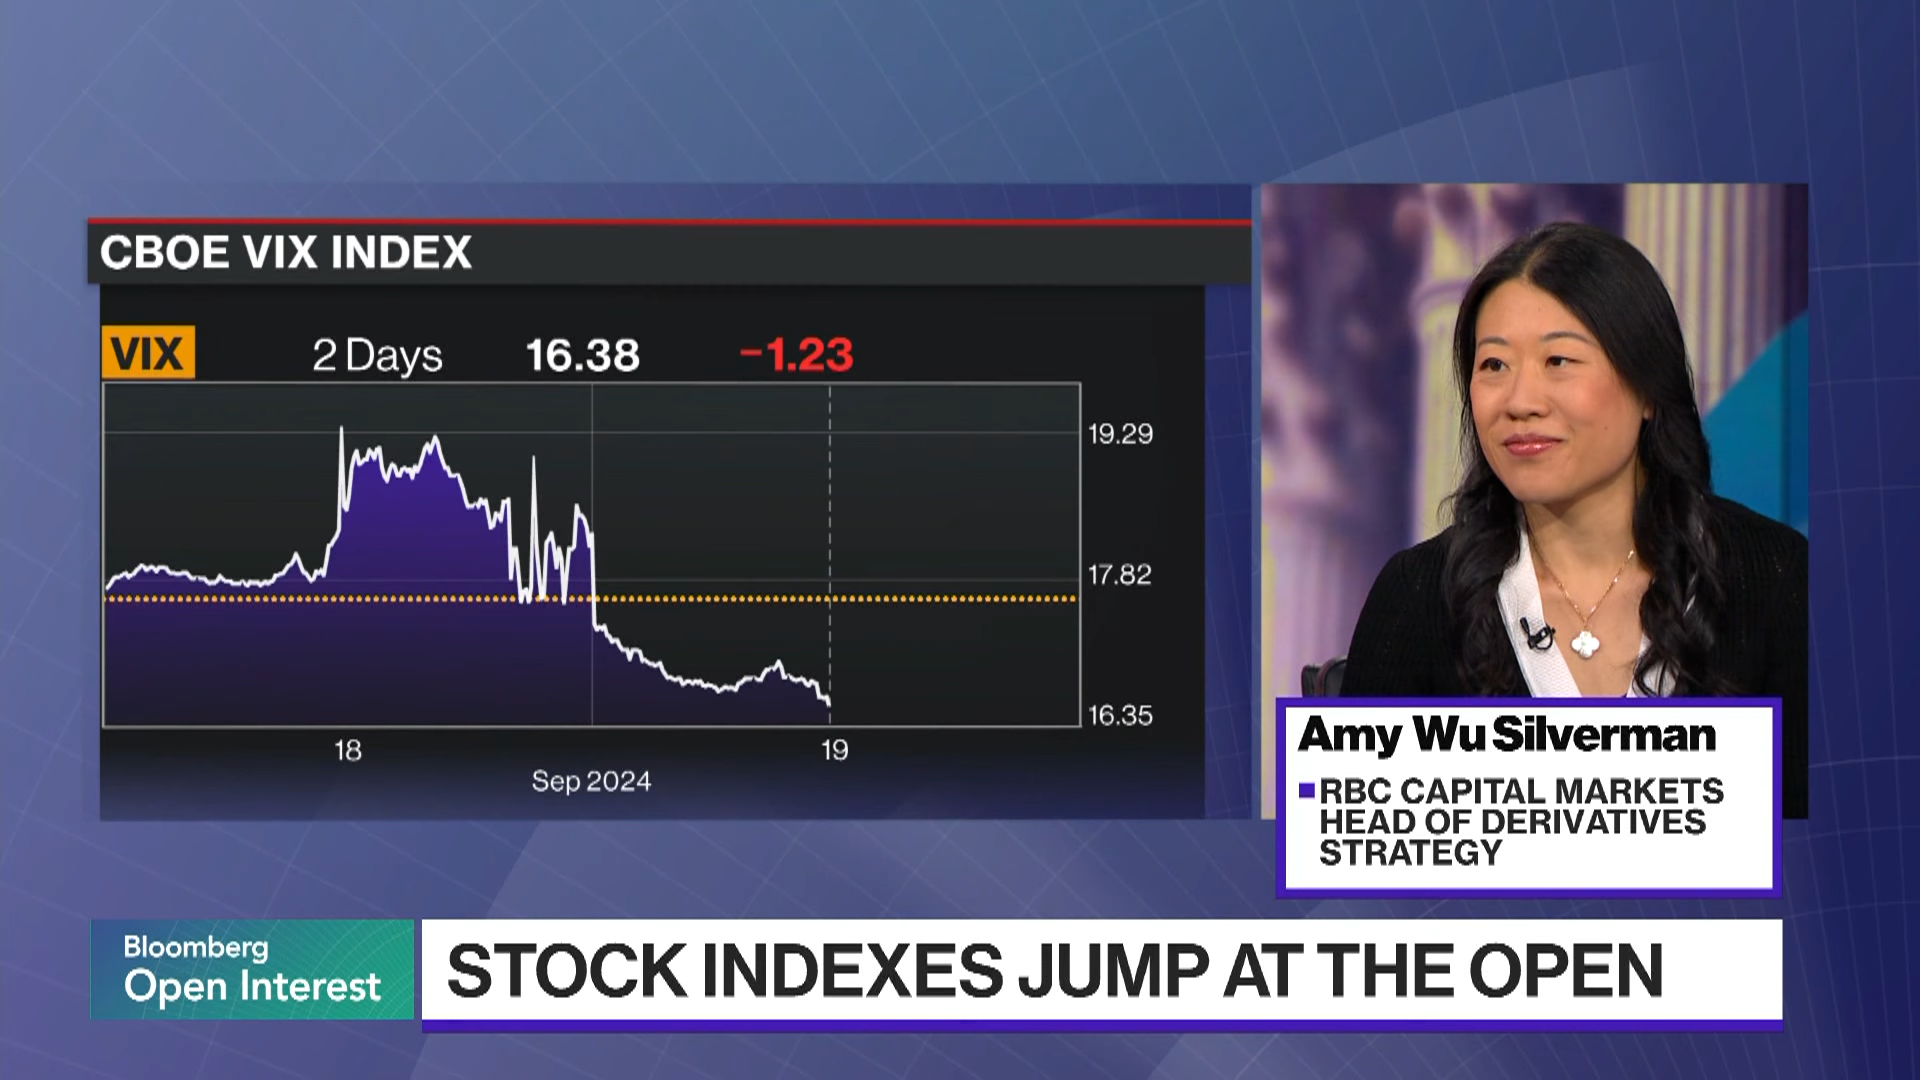 CBOE VIX INDEX
VIX 2 Days 16.38 −1.23
19.29
17.82
16.35
18 19
Sep 2024
Amy Wu Silverman
RBC CAPITAL MARKETS
HEAD OF DERIVATIVES
STRATEGY
Bloomberg
Open Interest
STOCK INDEXES JUMP AT THE OPEN